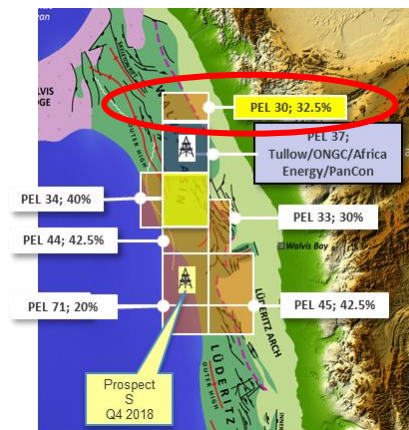 PEL 30; 32.5%
PEL 37;
Tullow/ONGC/Africa
Energy/PanCon
PEL 34; 40%
PEL 33; 30%
Walvis Bay
PEL 44; 42.5%
PEL 71; 20%
PEL 45; 42.5%
OUTER HIGH
LÜDERITZ ARCH
LÜDERITZ
OUTER HIGH
Prospect
S
Q4 2018